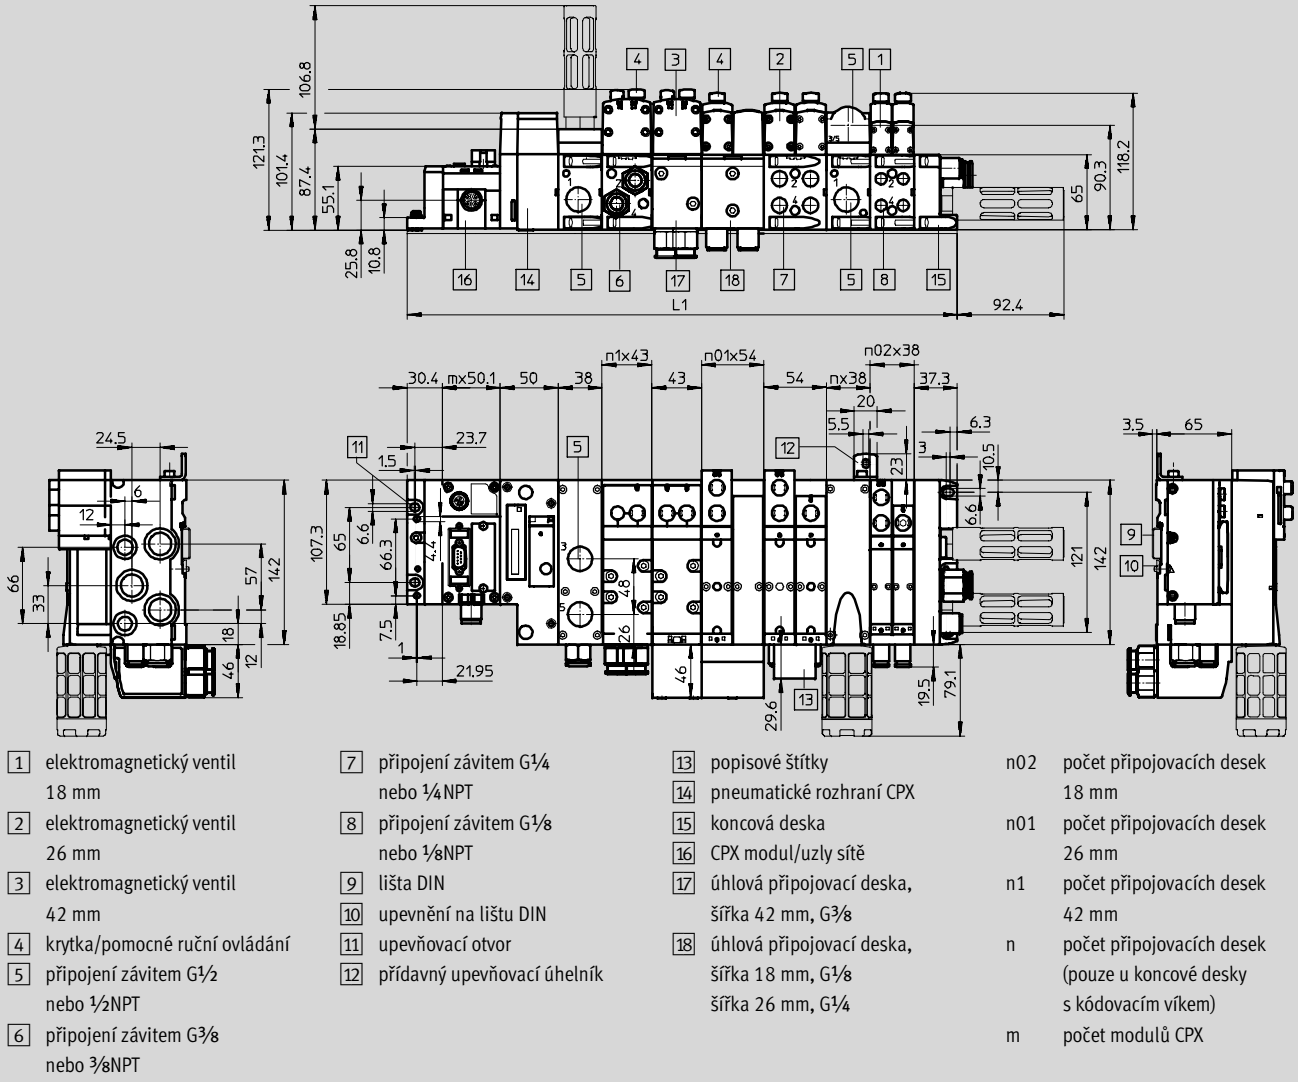 106.8
121.3
101.4
87.4
55.1
25.8
10.8
4
3
4
2
5
1
3/5
1
2
4
2
4
1
2
4
65
90.3
118.2
16
14
5
6
17
18
7
5
8
15
L1
92.4
n1x43
n01x54
n02x38
30.4
mx50.1
50
38
43
54
nx38
37.3
20
24.5
11
23.7
5
12
5.5
23
3
6.3
10.5
3,5
65
6
12
66
33
57
142
18
12
46
1.5
107.3
65
6.6
66.3
4.4
18.85
7.5
1
21.95
3
5
48
26
46
29.6
13
19.5
79.1
6.6
121
142
9
10
1 elektromagnetický ventil
18 mm
2 elektromagnetický ventil
26 mm
3 elektromagnetický ventil
42 mm
4 krytka/pomocné ruční ovládání
5 připojení závitem G½
nebo ½NPT
6 připojení závitem G⅜
nebo ⅜NPT
7 připojení závitem G¼
nebo ¼NPT
8 připojení závitem G⅛
nebo ⅛NPT
9 lišta DIN
10 upevnění na lištu DIN
11 upevňovací otvor
12 přídavný upevňovací úhelník
13 popisové štítky
14 pneumatické rozhraní CPX
15 koncová deska
16 CPX modul/uzly sítě
17 úhlová připojovací deska,
šířka 42 mm, G⅜
18 úhlová připojovací deska,
šířka 18 mm, G⅛
šířka 26 mm, G¼
n02 počet připojovacích desek
18 mm
n01 počet připojovacích desek
26 mm
n1 počet připojovacích desek
42 mm
n počet připojovacích desek
(pouze u koncové desky
s kódovacím víkem)
m počet modulů CPX